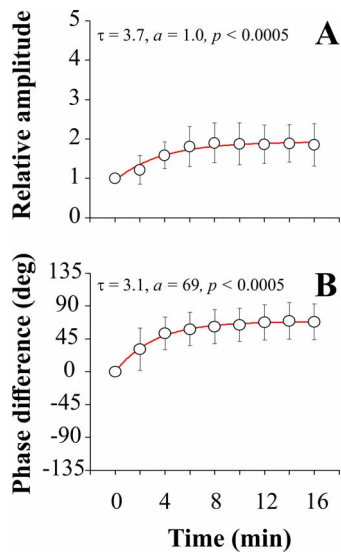 τ = 3.7, a = 1.0, p < 0.0005 A
Relative amplitude
5
4
3
2
1
0
τ = 3.1, a = 69, p < 0.0005 B
Phase difference (deg)
135
90
45
0
-45
-90
-135
0 4 8 12 16
Time (min)